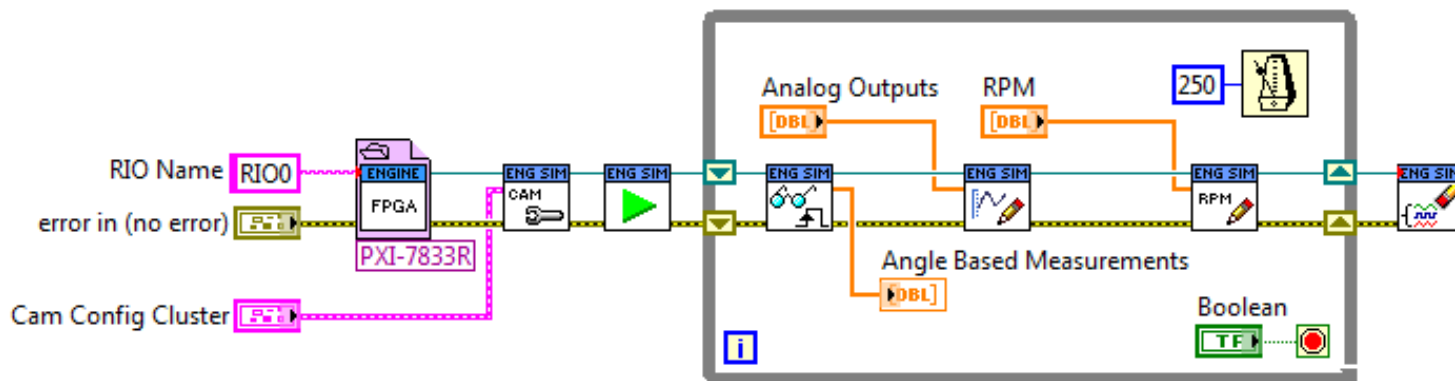 Analog Outputs
RPM
250
[DBL]
[DBL]
RIO Name
RIO0
ENGINE
FPGA
PXI-7833R
ENG SIM
CAM
ENG SIM
ENG SIM
ENG SIM
ENG SIM
RPM
ENG SIM
error in (no error)
Angle Based Measurements
[DBL]
Cam Config Cluster
Boolean
TF
i